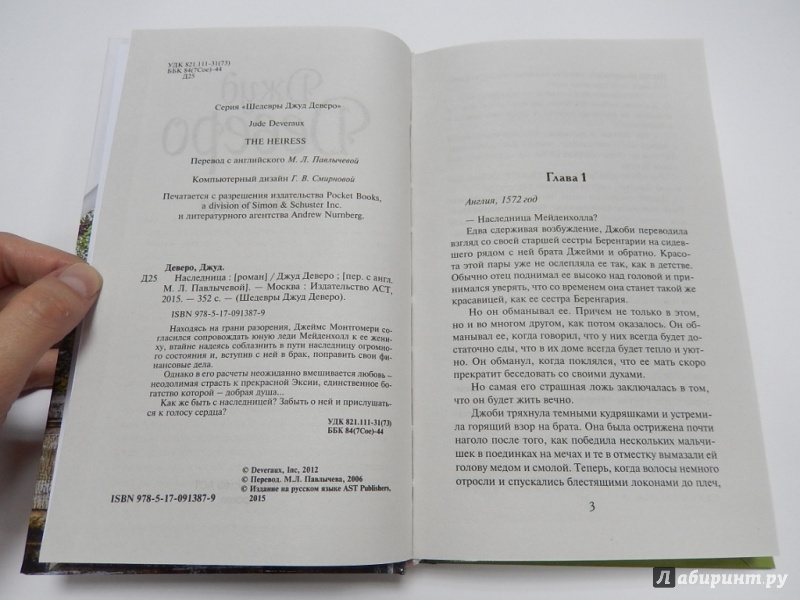 УДК 821.111-31(73)
ББК 84(7Сое)-44
Д25
Серия «Шедевры Джуд Деверо»
Jude Deveraux
THE HEIRESS
Перевод с английского М. Л. Павлычевой
Компьютерный дизайн Г. В. Смирновой
Печатается с разрешения издательства Pocket Books,
a division of Simon & Schuster Inc.
и литературного агентства Andrew Nurnberg.
Деверо, Джуд.
Д25 Наследница : [роман] / Джуд Деверо ; [пер. с англ.
М. Л. Павлычевой]. — Москва : Издательство АСТ,
2015. — 352 с. — (Шедевры Джуд Деверо).
ISBN 978-5-17-091387-9
Находясь на грани разорения, Джеймс Монтгомери со-
гласился сопровождать юную леди Мейденхолл к ее жени-
ху, втайне надеясь соблазнить в пути наследницу огромно-
го состояния и, вступив с ней в брак, поправить свои фи-
нансовые дела.
Однако в его расчеты неожиданно вмешивается любовь –
неодолимая страсть к прекрасной Эксии, единственное бо-
гатство которой – добрая душа...
Как же быть с наследницей? Забыть о ней и прислушать-
ся к голосу сердца?
УДК 821.111-31(73)
ББК 84(7Сое)-44
© Deveraux, Inc, 2012
© Перевод. М.Л. Павлычева, 2006
© Издание на русском языке AST Publishers,
2015
ISBN 978-5-17-091387-9
Джуд
Деверо
Глава 1
Англия, 1572 год
— Наследница Мейденхолла?
Едва сдерживая возбуждение, Джоби переводила
взгляд со своей старшей сестры Беренгарии на сидев-
шего рядом с ней брата Джейми и обратно. Красо-
та этой пары уже не ослепляла ее так, как в детстве.
Обычно отец поднимал ее высоко над головой и при-
нимался уверять, что со временем она станет такой же
красавицей, как ее сестра Беренгария.
Но он обманывал ее. Причем не только в этом,
но и во многом другом, как потом оказалось. Он об-
манывал ее, когда говорил, что у них всегда будет до-
статочно еды, что в их доме всегда будет тепло и уют-
но. Он обманул, когда поклялся, что ее мать скоро
прекратит беседовать со своими духами.
Но самая его страшная ложь заключалась в том,
что он будет жить вечно.
Джоби тряхнула темными кудряшками и устреми-
ла горящий взор на брата. Она была острижена почти
наголо после того, как победила нескольких мальчи-
шек в поединках на мечах и те в отместку вымазали ей
голову медом и смолой. Теперь, когда волосы немного
отросли и спускались блестящими локонами до плеч,
3
Лабиринт.ру